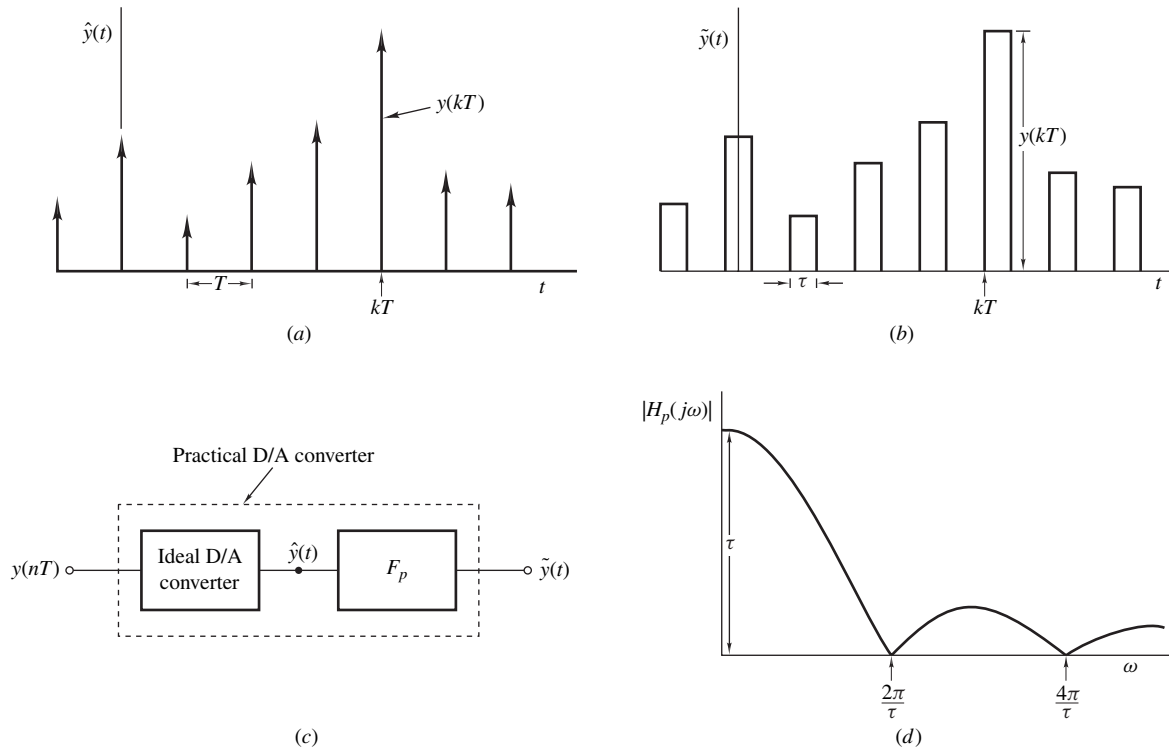 ŷ(t)
y(kT)
T
t
kT
(a)
ỹ(t)
y(kT)
τ
t
kT
(b)
Practical D/A converter
y(nT)
Ideal D/A
converter
ŷ(t)
F_p
ỹ(t)
(c)
|H_p(jω)|
τ
ω
2π
τ
4π
τ
(d)